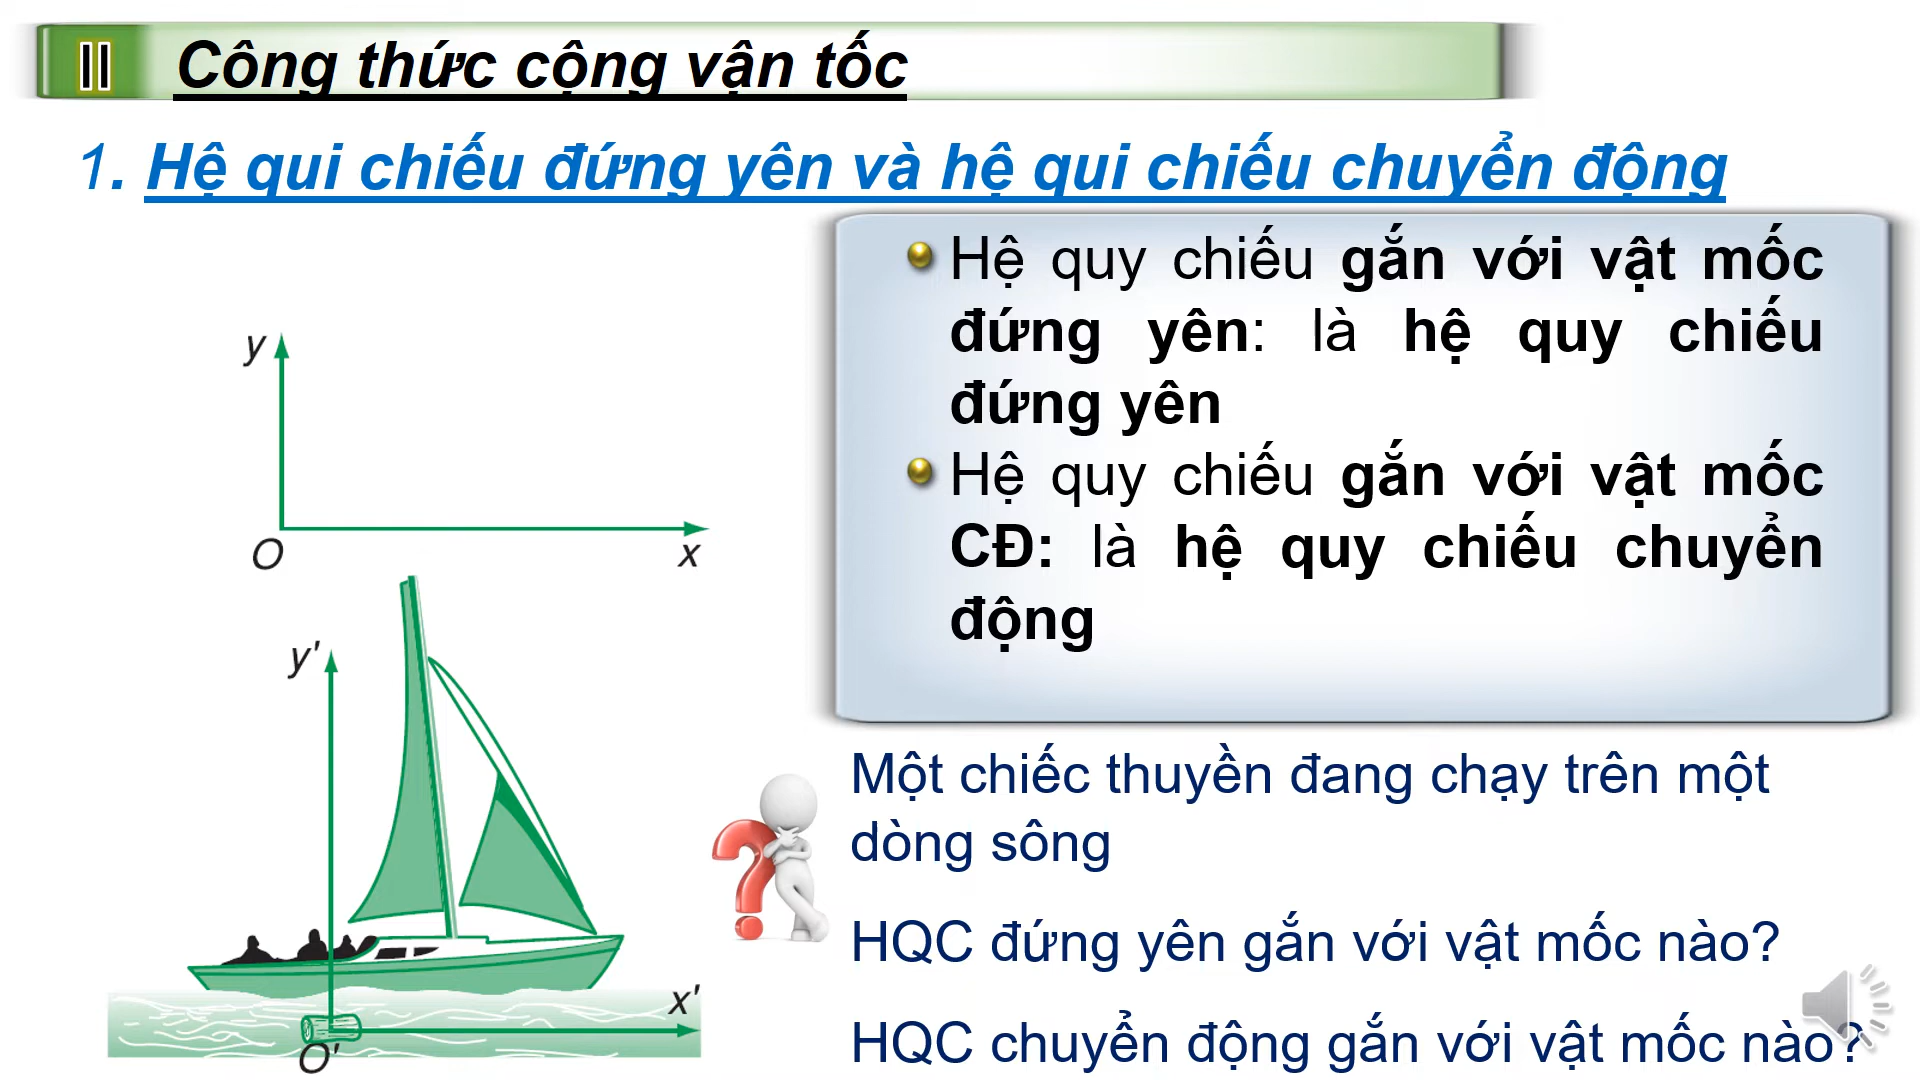 II Công thức cộng vận tốc
1. Hệ qui chiếu đứng yên và hệ qui chiếu chuyển động
Hệ quy chiếu gắn với vật mốc
đứng yên: là hệ quy chiếu
đứng yên
Hệ quy chiếu gắn với vật mốc
CĐ: là hệ quy chiếu chuyển
động
y
O
x
y'
x'
O'
Một chiếc thuyền đang chạy trên một
dòng sông
HQC đứng yên gắn với vật mốc nào?
HQC chuyển động gắn với vật mốc nào?